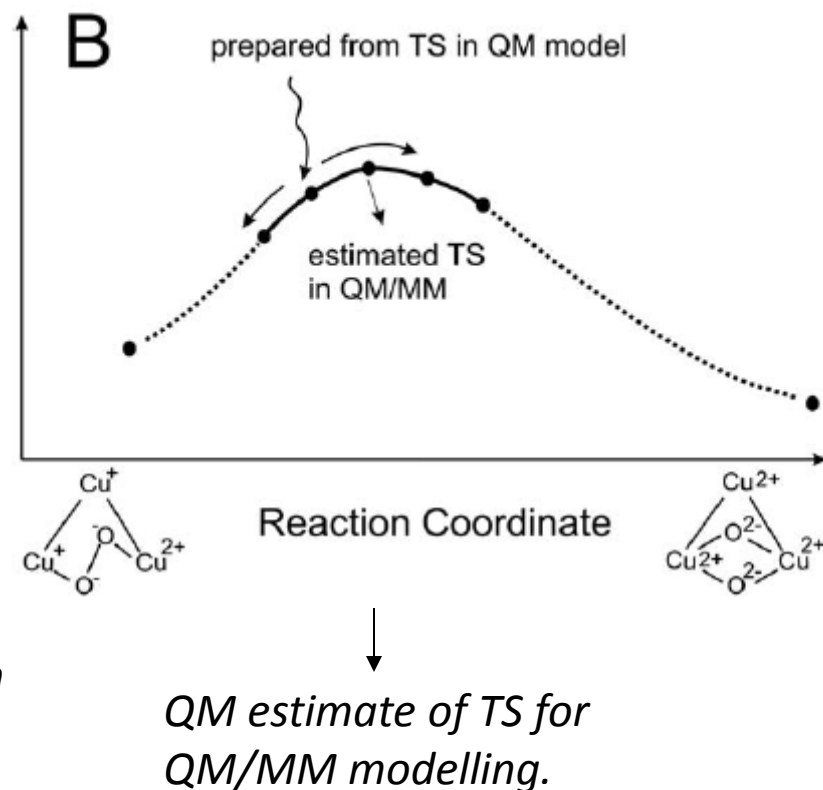 B
prepared from TS in QM model
estimated TS
in QM/MM
Cu⁺
⁻O
Cu⁺ Cu²⁺
O⁻
Reaction Coordinate
Cu²⁺
O²⁻
Cu²⁺ Cu²⁺
O²⁻
QM estimate of TS for
QM/MM modelling.